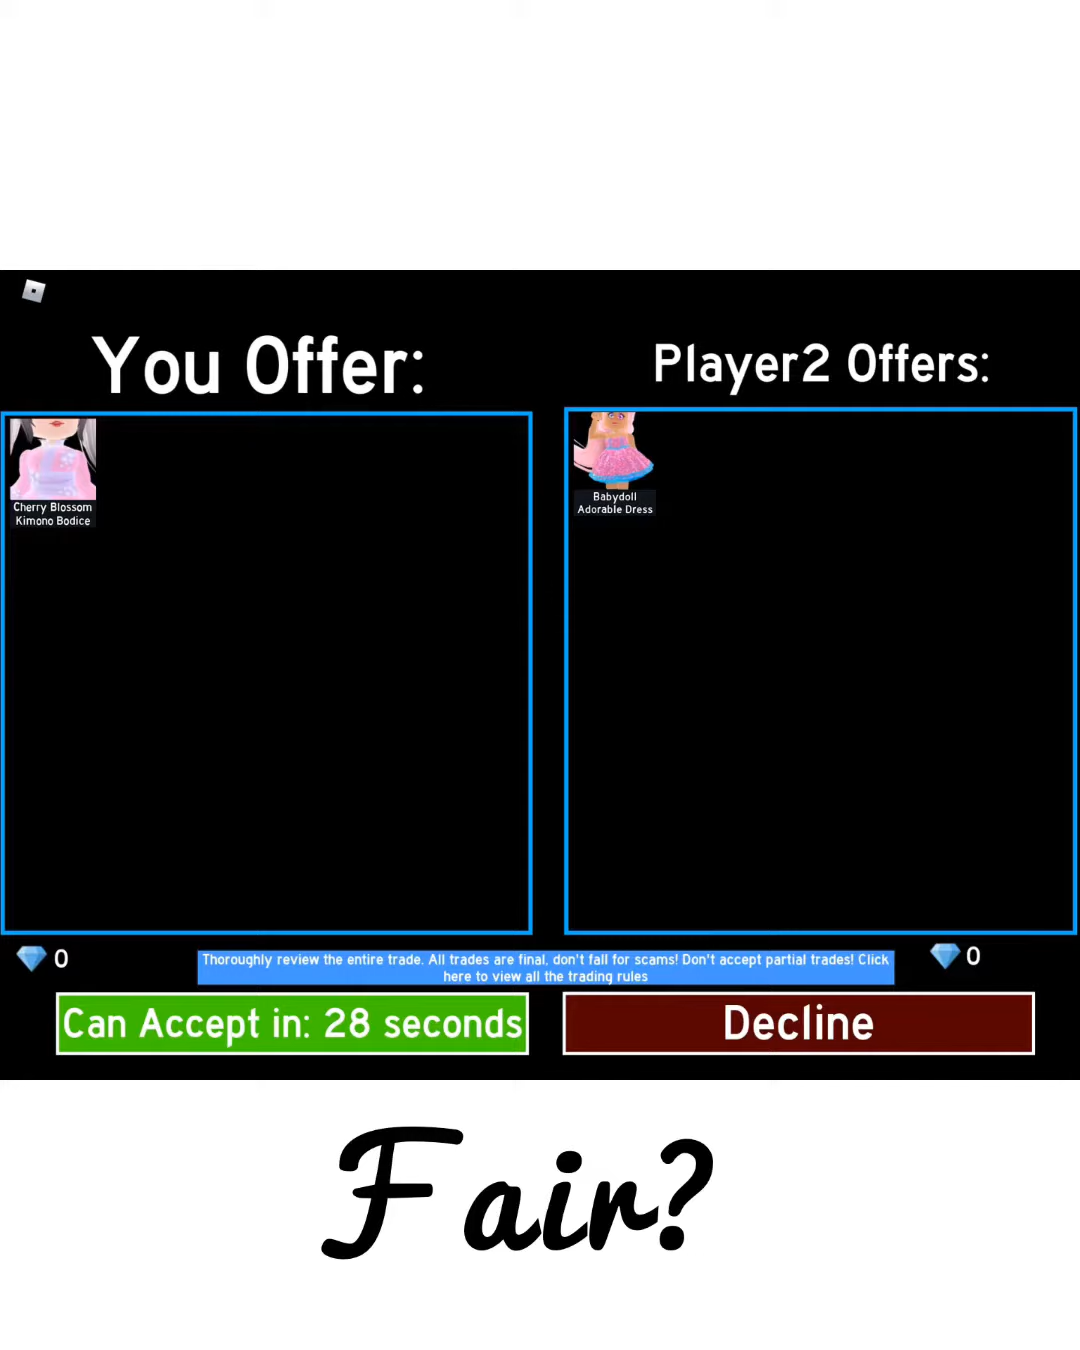 You Offer:
Player2 Offers:
Cherry Blossom
Kimono Bodice
Babydoll
Adorable Dress
0
Thoroughly review the entire trade. All trades are final, don't fall for scams! Don't accept partial trades! Click
here to view all the trading rules
0
Can Accept in: 28 seconds
Decline
Fair?